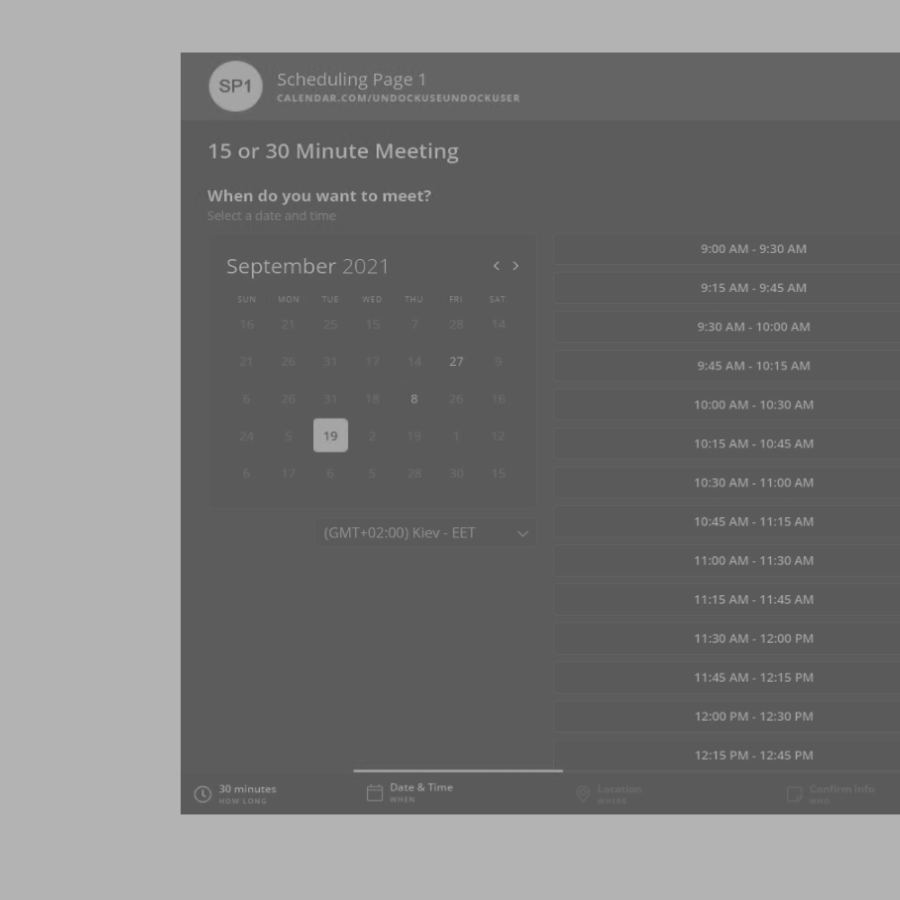 SP1
Scheduling Page 1
CALENDAR.COM/UNDOCKUSEUNDOCKUSER
15 or 30 Minute Meeting
When do you want to meet?
Select a date and time
September 2021
< >
SUN MON TUE WED THU FRI SAT
16 21 25 15 7 28 14
21 26 31 17 14 27 9
6 26 31 18 8 26 16
24 5 19 2 19 1 12
6 17 6 5 28 30 15
(GMT+02:00) Kiev - EET
9:00 AM - 9:30 AM
9:15 AM - 9:45 AM
9:30 AM - 10:00 AM
9:45 AM - 10:15 AM
10:00 AM - 10:30 AM
10:15 AM - 10:45 AM
10:30 AM - 11:00 AM
10:45 AM - 11:15 AM
11:00 AM - 11:30 AM
11:15 AM - 11:45 AM
11:30 AM - 12:00 PM
11:45 AM - 12:15 PM
12:00 PM - 12:30 PM
12:15 PM - 12:45 PM
30 minutes
HOW LONG
Date & Time
WHEN
Location
WHERE
Confirm Info
WHO